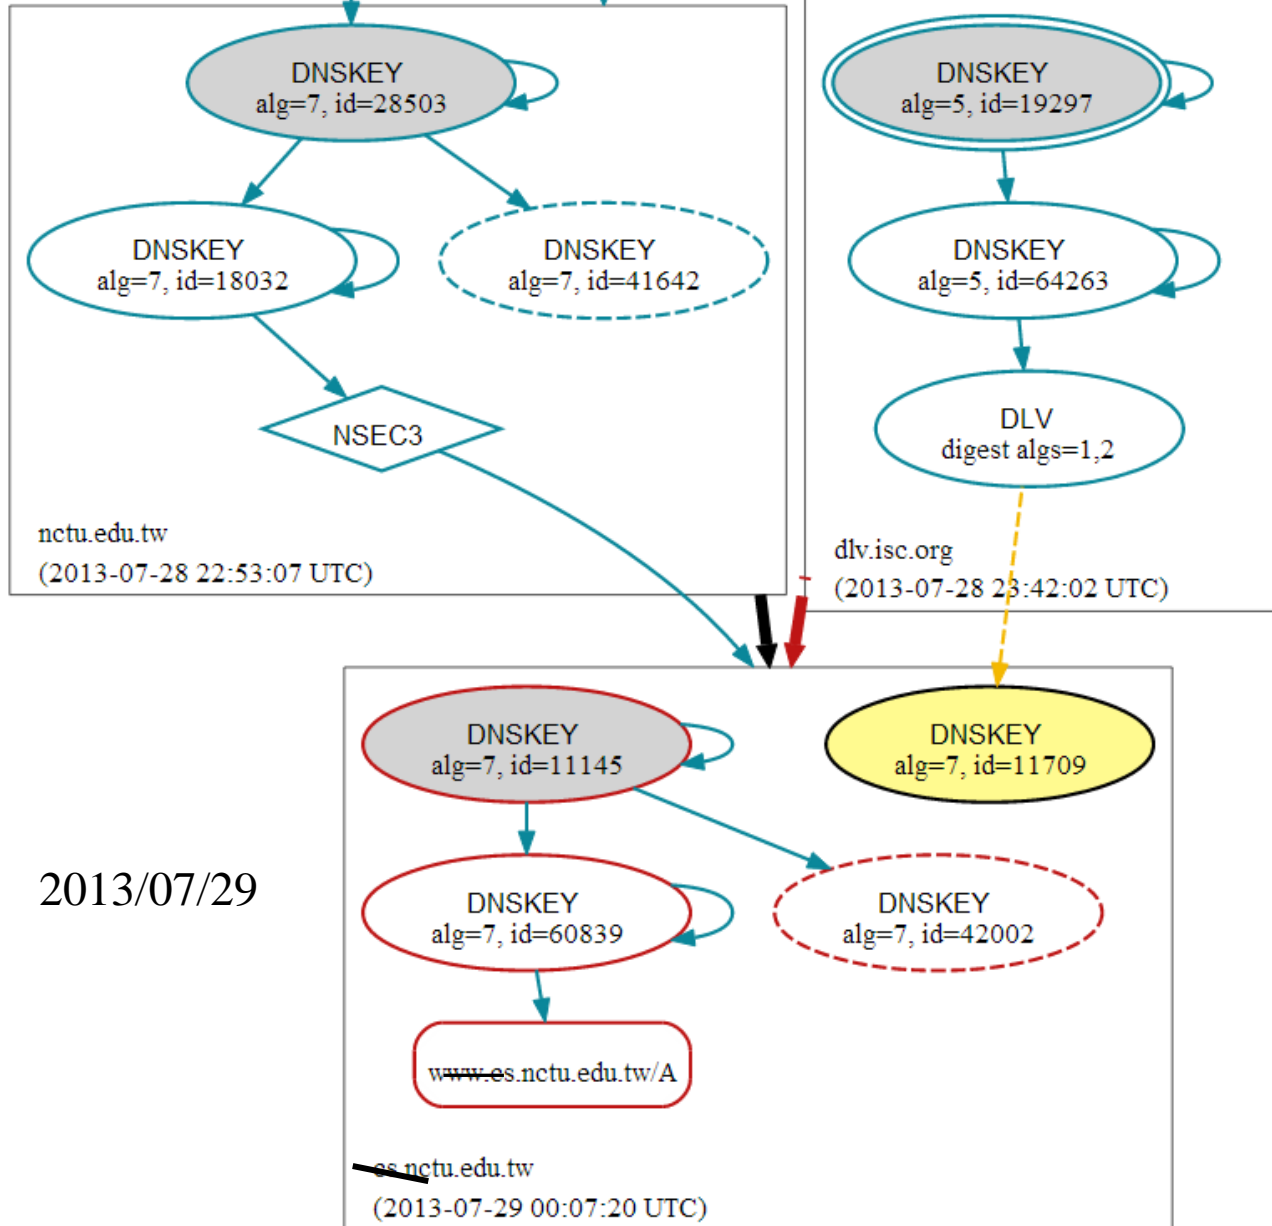 DNSKEY
alg=7, id=28503
DNSKEY
alg=5, id=19297
DNSKEY
alg=7, id=18032
DNSKEY
alg=7, id=41642
DNSKEY
alg=5, id=64263
NSEC3
DLV
digest algs=1,2
nctu.edu.tw
(2013-07-28 22:53:07 UTC)
dlv.isc.org
(2013-07-28 23:42:02 UTC)
DNSKEY
alg=7, id=11145
DNSKEY
alg=7, id=11709
2013/07/29
DNSKEY
alg=7, id=60839
DNSKEY
alg=7, id=42002
www.cs.nctu.edu.tw/A
cs.nctu.edu.tw
(2013-07-29 00:07:20 UTC)